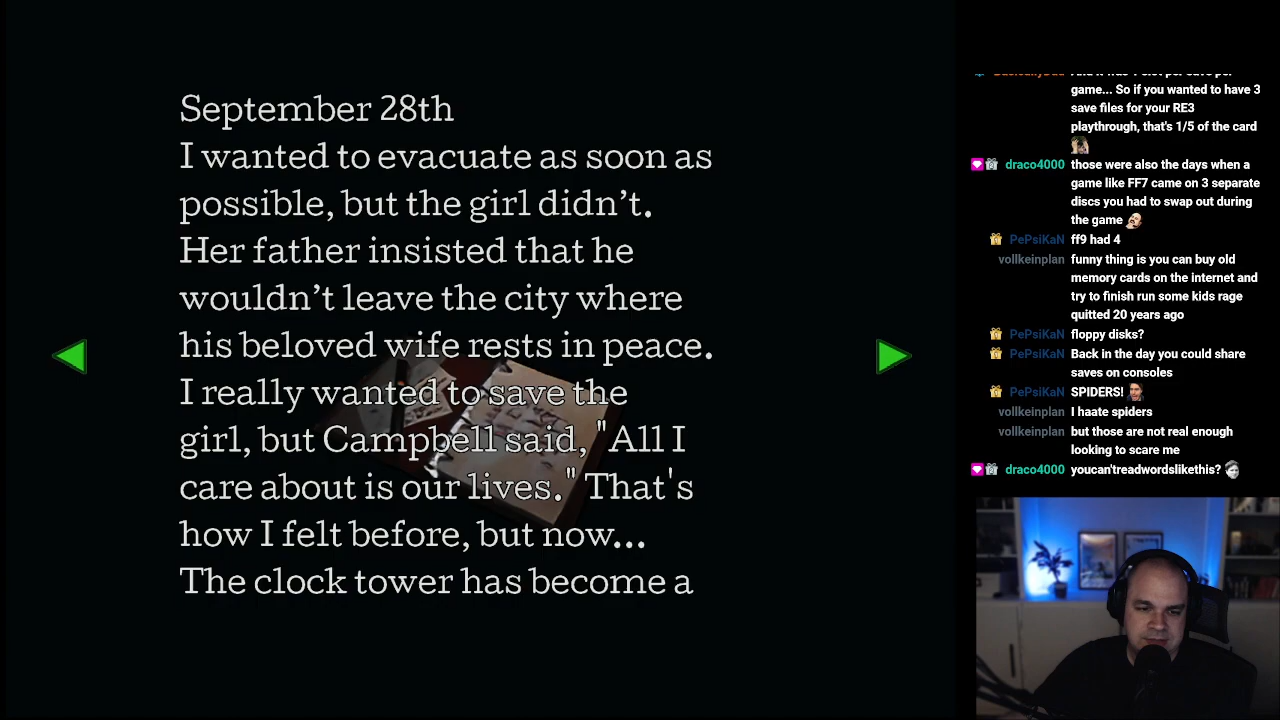 September 28th
I wanted to evacuate as soon as
possible, but the girl didn’t.
Her father insisted that he
wouldn’t leave the city where
his beloved wife rests in peace.
I really wanted to save the
girl, but Campbell said, "All I
care about is our lives." That's
how I felt before, but now...
The clock tower has become a
game... So if you wanted to have 3
save files for your RE3
playthrough, that's 1/5 of the card
draco4000 those were also the days when a
game like FF7 came on 3 separate
discs you had to swap out during
the game
PePsiKaN ff9 had 4
vollkeinplan funny thing is you can buy old
memory cards on the internet and
try to finish run some kids rage
quitted 20 years ago
PePsiKaN floppy disks?
PePsiKaN Back in the day you could share
saves on consoles
PePsiKaN SPIDERS!
vollkeinplan I haate spiders
vollkeinplan but those are not real enough
looking to scare me
draco4000 youcan'treadwordslikethis?